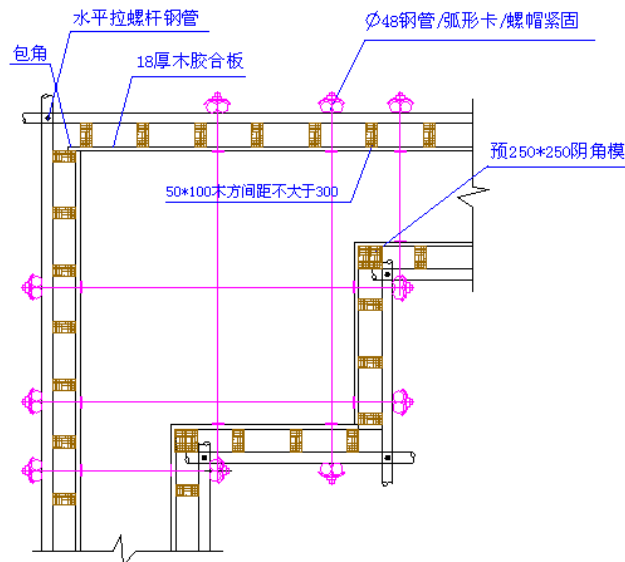 水平拉螺杆钢管
Ø48钢管/弧形卡/螺帽紧固
包角
18厚木胶合板
预250*250阴角模
50*100木方间距不大于300